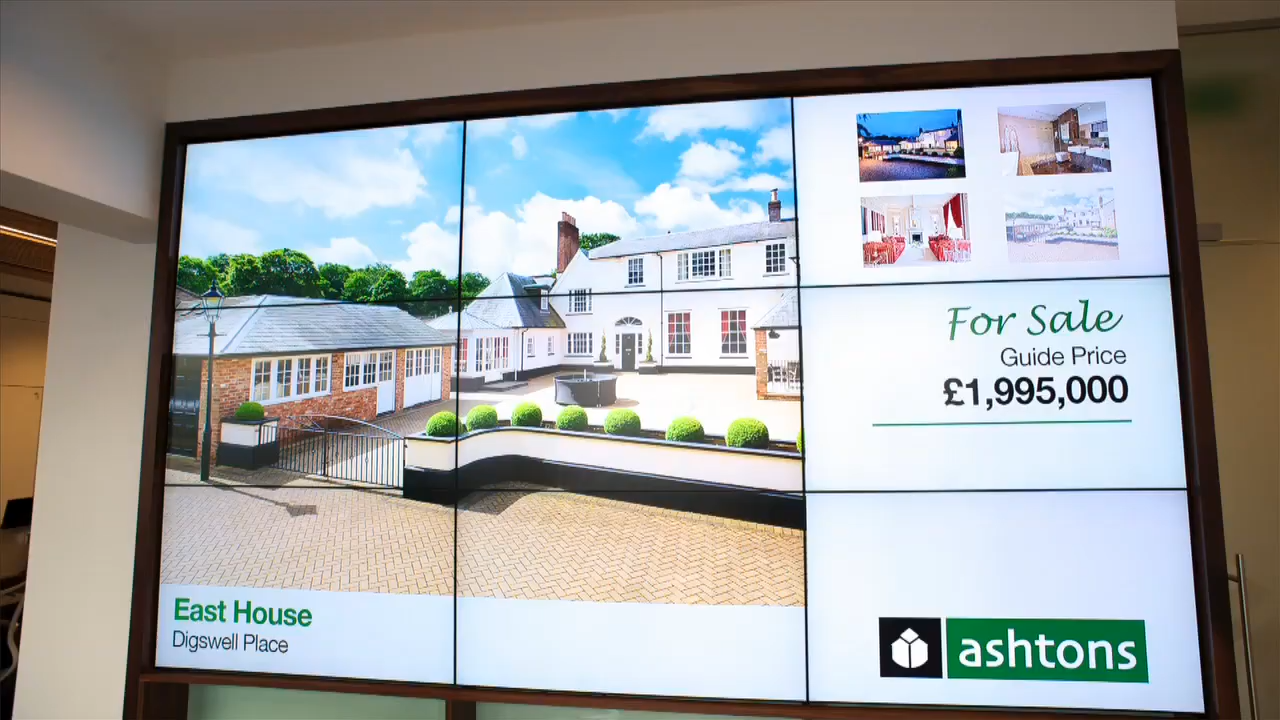 For Sale
Guide Price
£1,995,000
East House
Digswell Place
ashtons